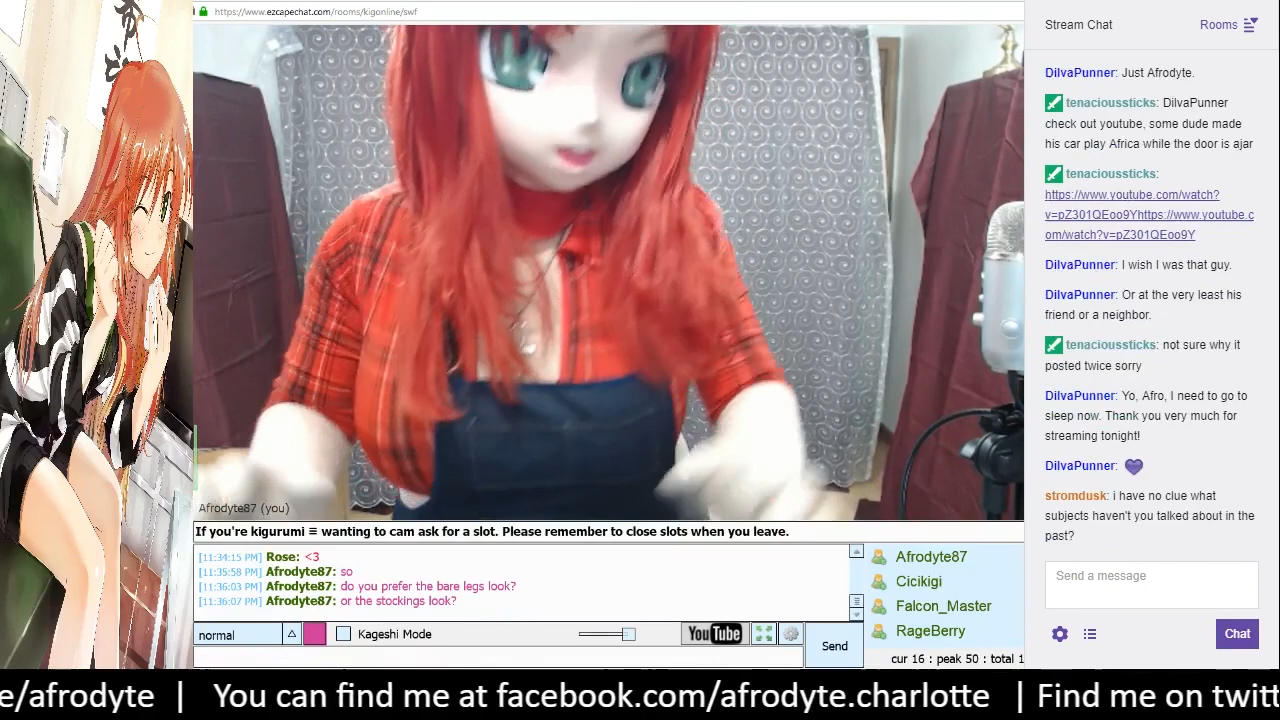 https://www.ezcapechat.com/rooms/kigonline/swf
Afrodyte87 (you)
If you're kigurumi ≡ wanting to cam ask for a slot. Please remember to close slots when you leave.
[11:34:15 PM] Rose: <3
[11:35:58 PM] Afrodyte87: so
[11:36:03 PM] Afrodyte87: do you prefer the bare legs look?
[11:36:07 PM] Afrodyte87: or the stockings look?
Afrodyte87
Cicikigi
Falcon_Master
RageBerry
normal
Kageshi Mode
YouTube
Send
cur 16 : peak 50 : total 1
Stream Chat
Rooms
DilvaPunner: Just Afrodyte.
tenacioussticks: DilvaPunner
check out youtube, some dude made
his car play Africa while the door is ajar
tenacioussticks:
https://www.youtube.com/watch?
v=pZ301QEoo9Yhttps://www.youtube.c
om/watch?v=pZ301QEoo9Y
DilvaPunner: I wish I was that guy.
DilvaPunner: Or at the very least his
friend or a neighbor.
tenacioussticks: not sure why it
posted twice sorry
DilvaPunner: Yo, Afro, I need to go to
sleep now. Thank you very much for
streaming tonight!
DilvaPunner:
stromdusk: i have no clue what
subjects haven't you talked about in the
past?
Send a message
Chat
e/afrodyte | You can find me at facebook.com/afrodyte.charlotte | Find me on twitt